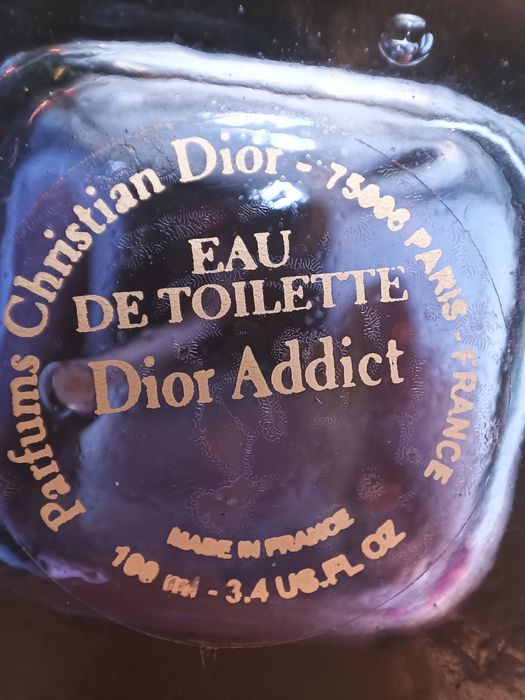 Parfums Christian Dior - 75008 PARIS - FRANCE
EAU
DE TOILETTE
Dior Addict
MADE IN FRANCE
100 ml - 3.4 US.FL OZ